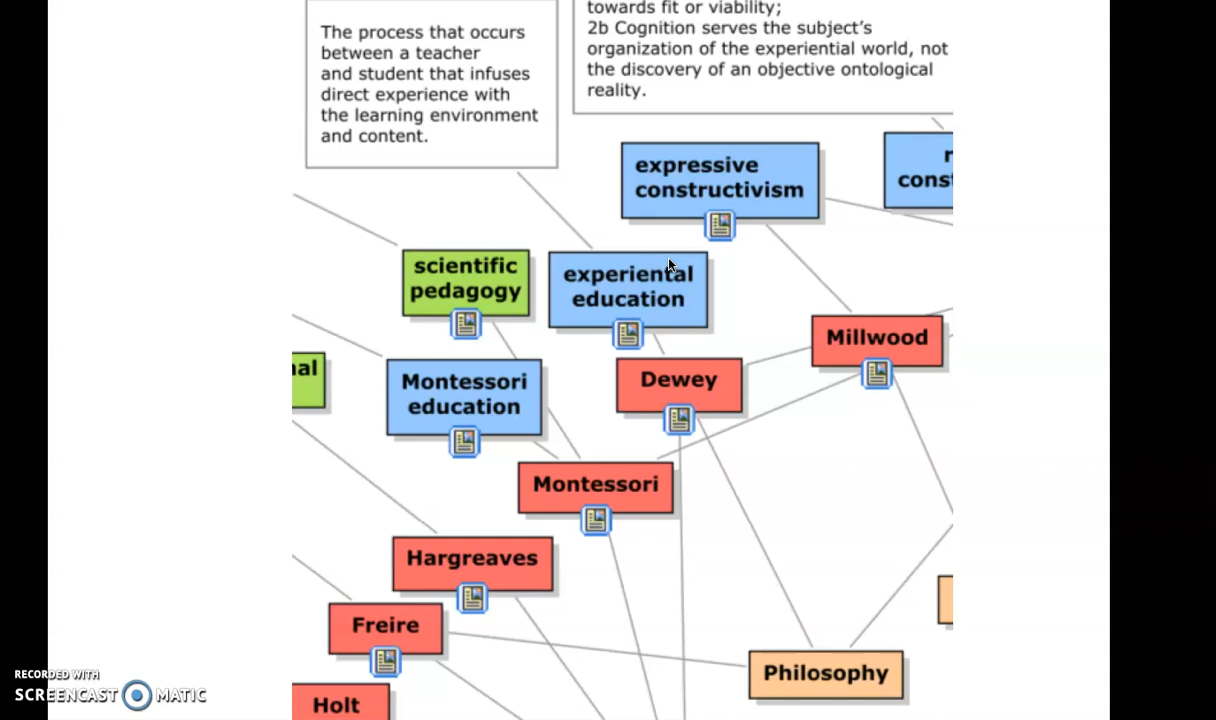 The process that occurs
between a teacher
and student that infuses
direct experience with
the learning environment
and content.
towards fit or viability;
2b Cognition serves the subject's
organization of the experiential world, not
the discovery of an objective ontological
reality.
expressive
constructivism
scientific
pedagogy
experiental
education
Millwood
Montessori
education
Dewey
Montessori
Hargreaves
Freire
Philosophy
Holt
RECORDED WITH
SCREENCAST MATIC